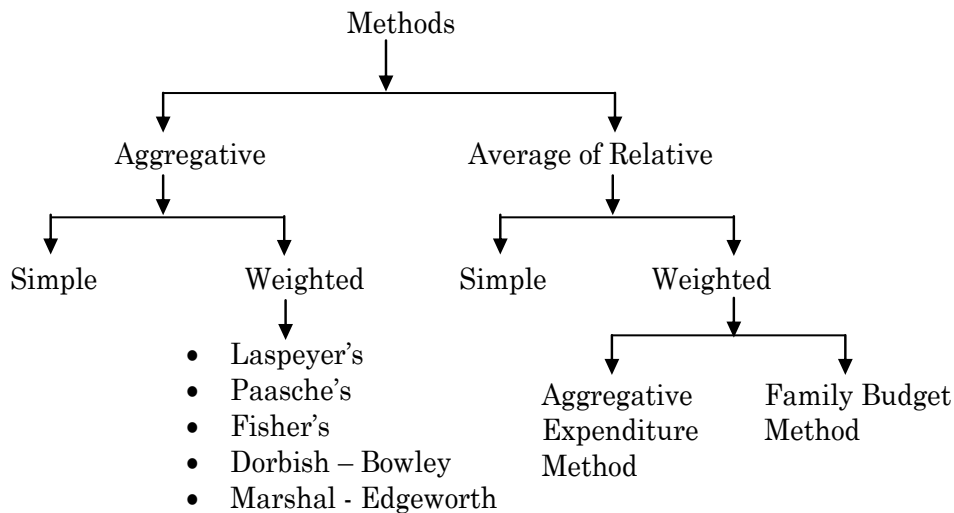 Methods
Aggregative
Average of Relative
Simple
Weighted
Simple
Weighted
• Laspeyer’s
• Paasche’s
• Fisher’s
• Dorbish – Bowley
• Marshal - Edgeworth
Aggregative
Expenditure
Method
Family Budget
Method